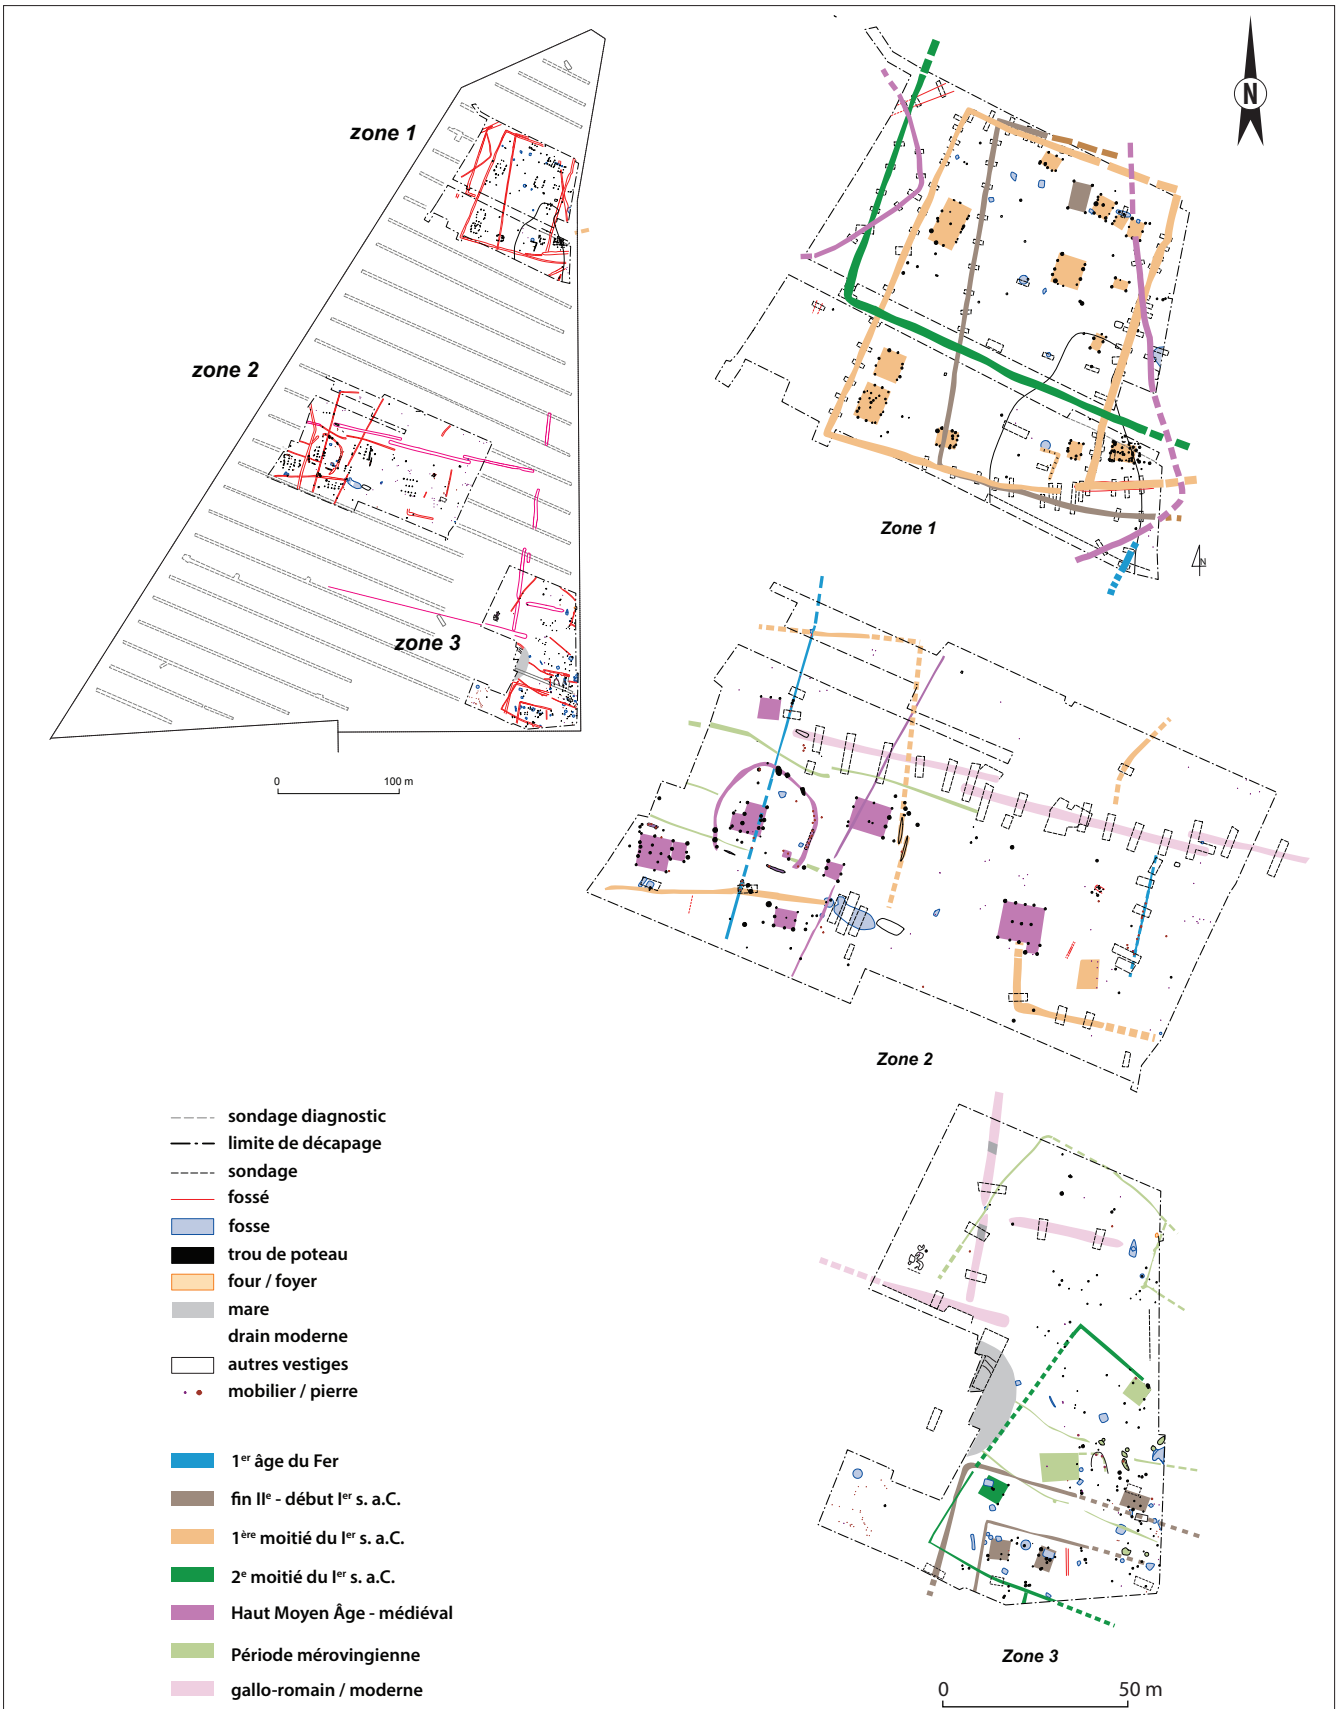 zone 1
zone 2
zone 3
0 100 m
N
Zone 1
N
Zone 2
Zone 3
0 50 m
sondage diagnostic
limite de décapage
sondage
fossé
fosse
trou de poteau
four / foyer
mare
drain moderne
autres vestiges
mobilier / pierre
1er âge du Fer
fin IIe - début Ier s. a.C.
1ère moitié du Ier s. a.C.
2e moitié du Ier s. a.C.
Haut Moyen Âge - médiéval
Période mérovingienne
gallo-romain / moderne